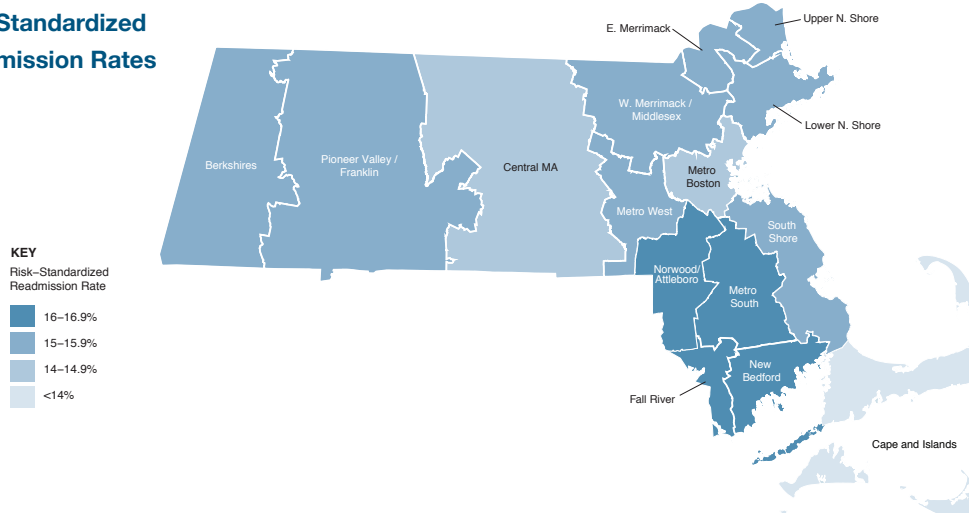 Standardized
mission Rates
Upper N. Shore
E. Merrimack
W. Merrimack /
Middlesex
Lower N. Shore
Berkshires
Pioneer Valley /
Franklin
Central MA
Metro
Boston
Metro West
South
Shore
Norwood/
Attleboro
Metro
South
New
Bedford
Fall River
Cape and Islands
KEY
Risk–Standardized
Readmission Rate
16–16.9%
15–15.9%
14–14.9%
<14%